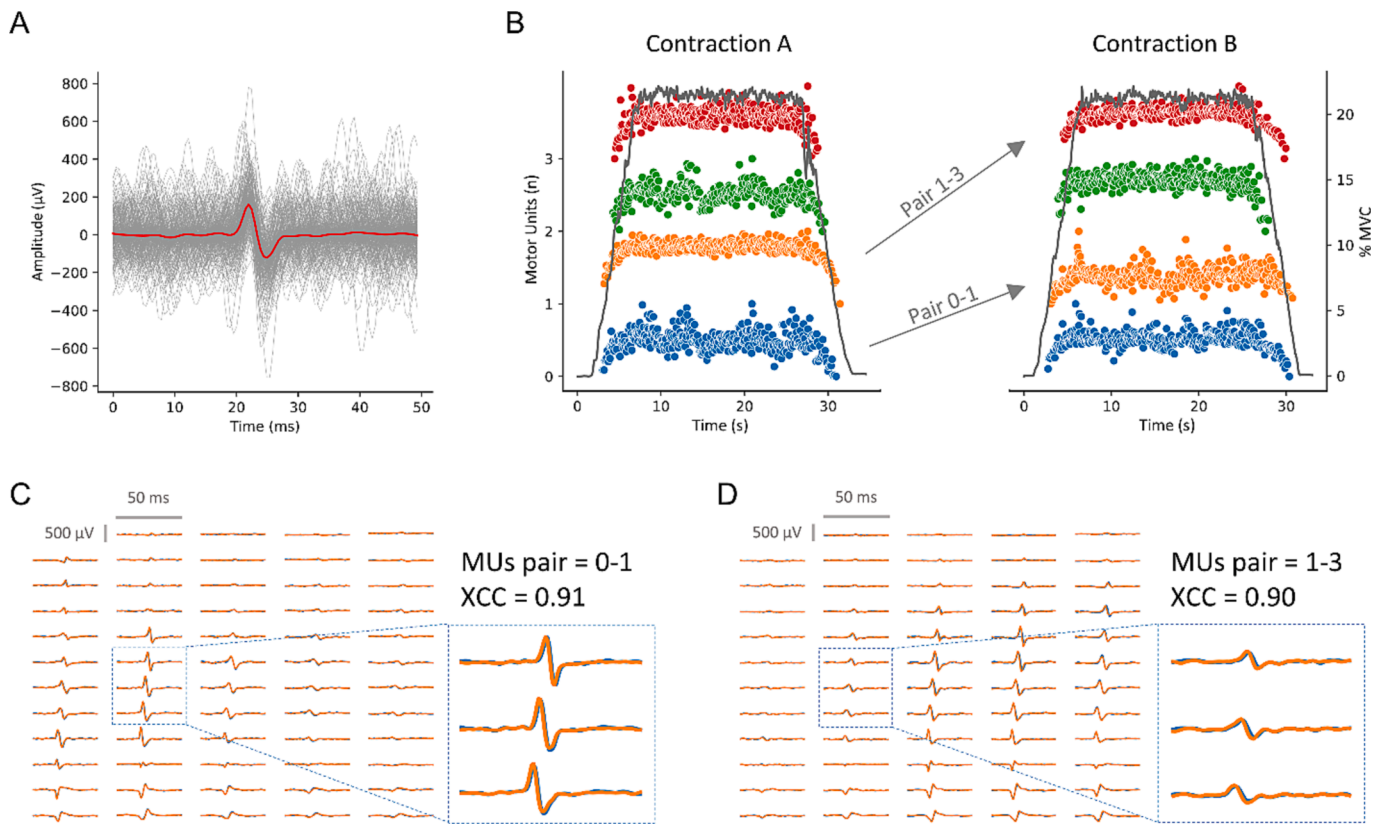 A
800
600
400
200
0
−200
−400
−600
−800
Amplitude (µV)
0 10 20 30 40 50
Time (ms)
B
Contraction A
Contraction B
3
2
1
0
Motor Units (n)
0 10 20 30
Time (s)
Pair 1-3
Pair 0-1
20
15
10
5
0
% MVC
0 10 20 30
Time (s)
C
50 ms
500 µV
MUs pair = 0-1
XCC = 0.91
D
50 ms
500 µV
MUs pair = 1-3
XCC = 0.90